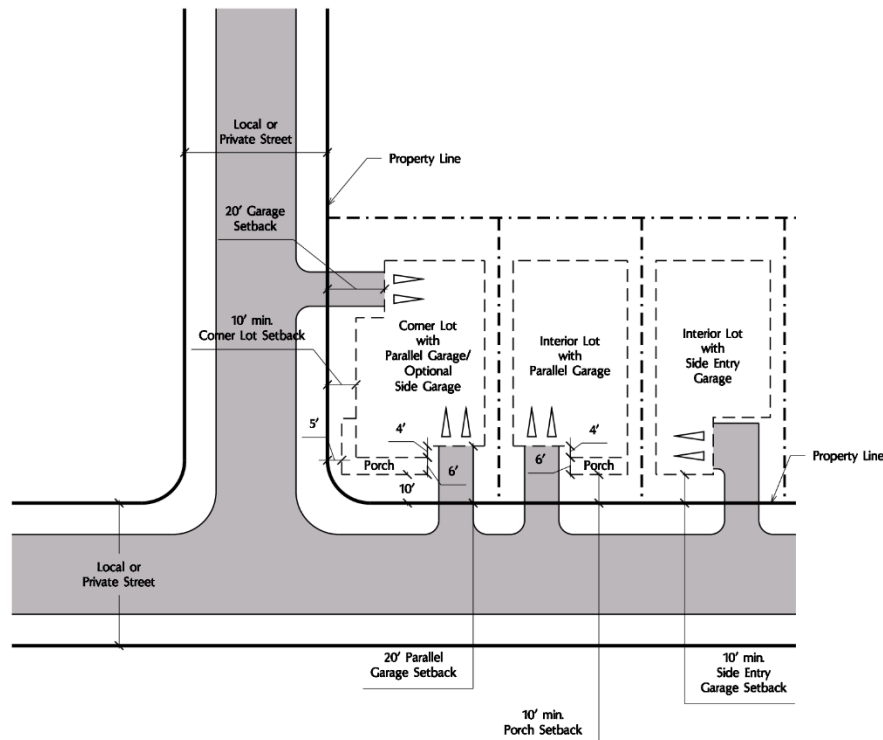 Local or
Private Street
Property Line
20' Garage
Setback
10' min.
Corner Lot Setback
Corner Lot
with
Parallel Garage/
Optional
Side Garage
Interior Lot
with
Parallel Garage
Interior Lot
with
Side Entry
Garage
5'
4'
4'
Porch
6'
6'
Porch
10'
Property Line
Local or
Private Street
20' Parallel
Garage Setback
10' min.
Side Entry
Garage Setback
10' min.
Porch Setback